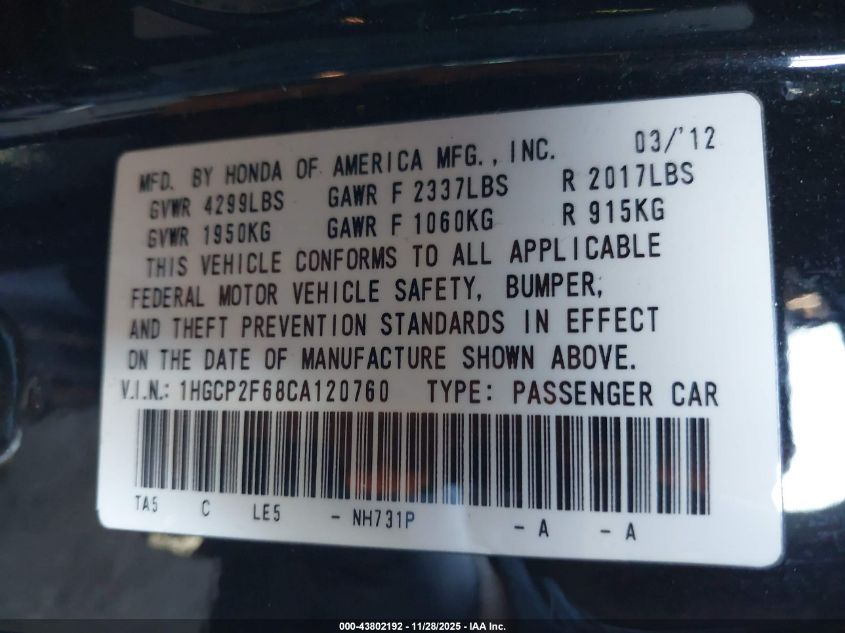 MFD. BY HONDA OF AMERICA MFG., INC. 03/'12
GVWR 4299LBS GAWR F 2337LBS R 2017LBS
GVWR 1950KG GAWR F 1060KG R 915KG
THIS VEHICLE CONFORMS TO ALL APPLICABLE
FEDERAL MOTOR VEHICLE SAFETY, BUMPER,
AND THEFT PREVENTION STANDARDS IN EFFECT
ON THE DATE OF MANUFACTURE SHOWN ABOVE.
V.I.N.: 1HGCP2F68CA120760 TYPE: PASSENGER CAR
TA5 C LE5 - NH731P - A - A
000-43802192 - 11/28/2025 - IAA Inc.